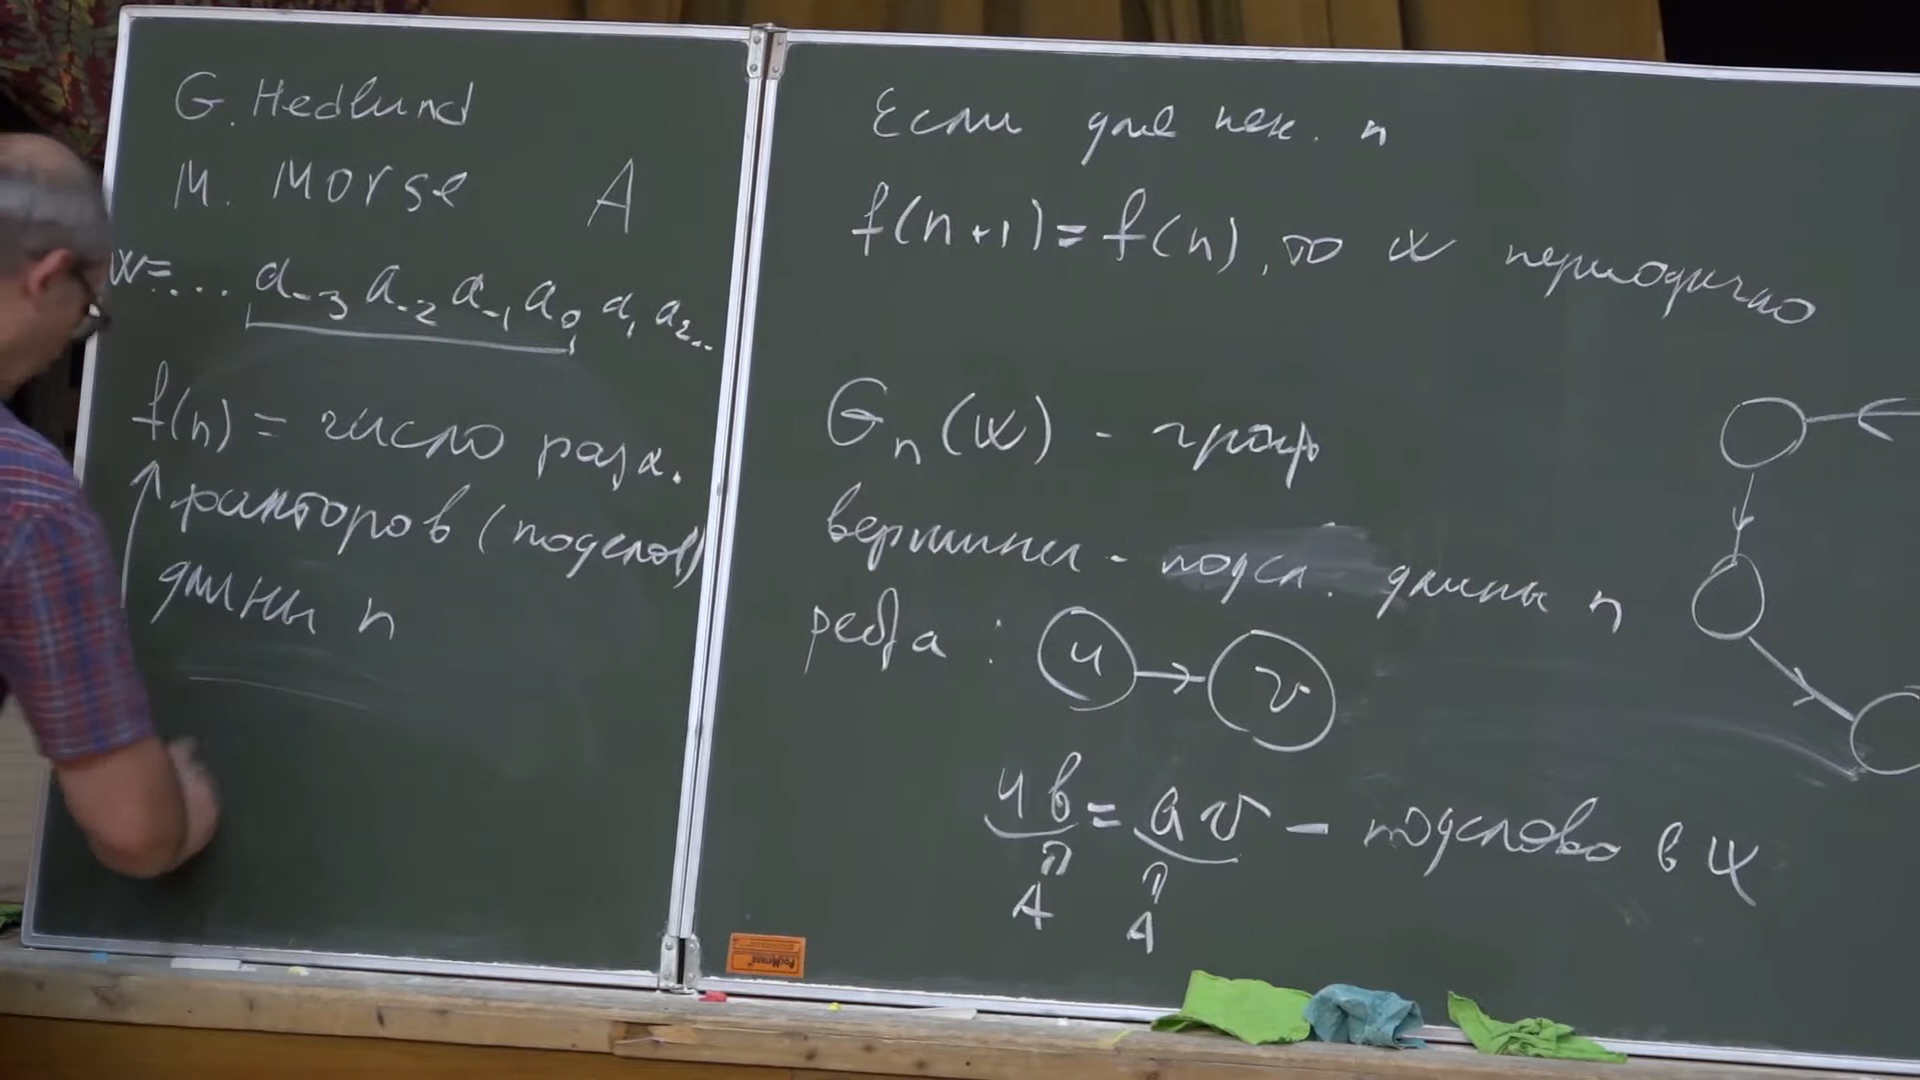 G. Hedlund
M. Morse A
w=... a₋₃ a₋₂ a₋₁ a₀ a₁ a₂...
f(n) = число разл.
факторов (подслов)
длины n
Если для нек. n
f(n+1) = f(n), то w периодично
Gₙ(w) - граф
вершины - подсл. длины n
ребра: u → v
ub = av - подслово в w
A A